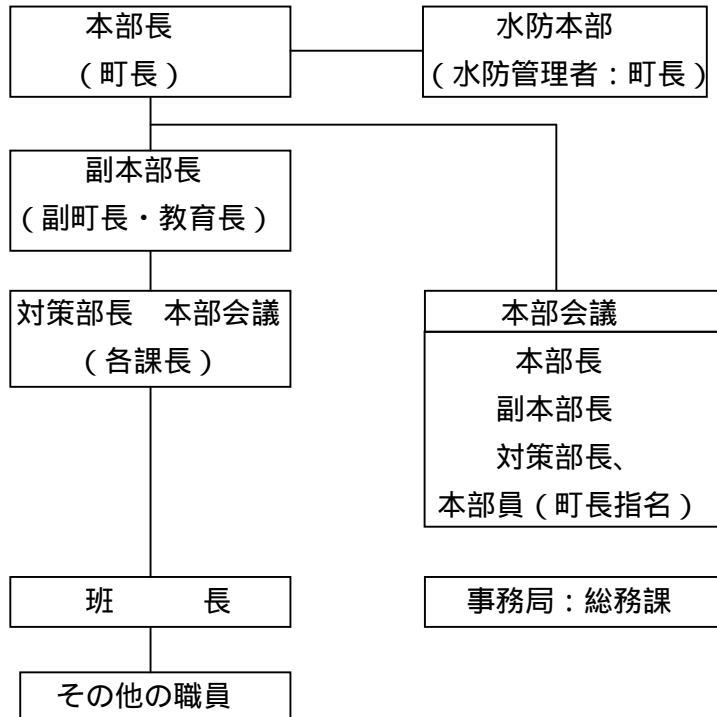 本部長
（町長）
水防本部
（水防管理者：町長）
副本部長
（副町長・教育長）
対策部長　本部会議
（各課長）
本部会議
本部長
副本部長
対策部長、
本部員（町長指名）
班　　　長
事務局：総務課
その他の職員